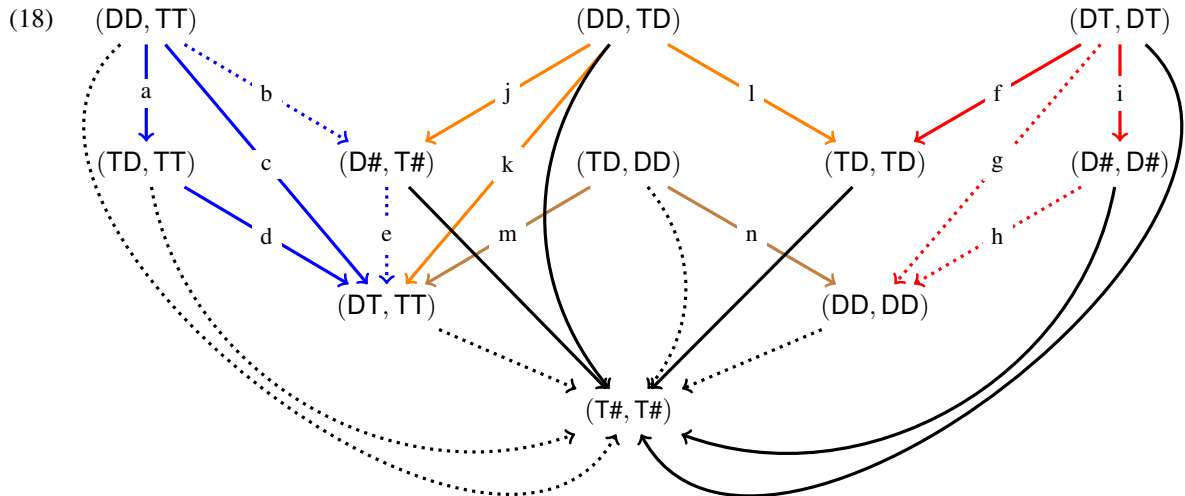 (18) (DD, TT) (DD, TD) (DT, DT)
a b j l f i
(TD, TT) (D#, T#) c k (TD, DD) (TD, TD) g (D#, D#)
d e m n h
(DT, TT) (DD, DD)
(T#, T#)